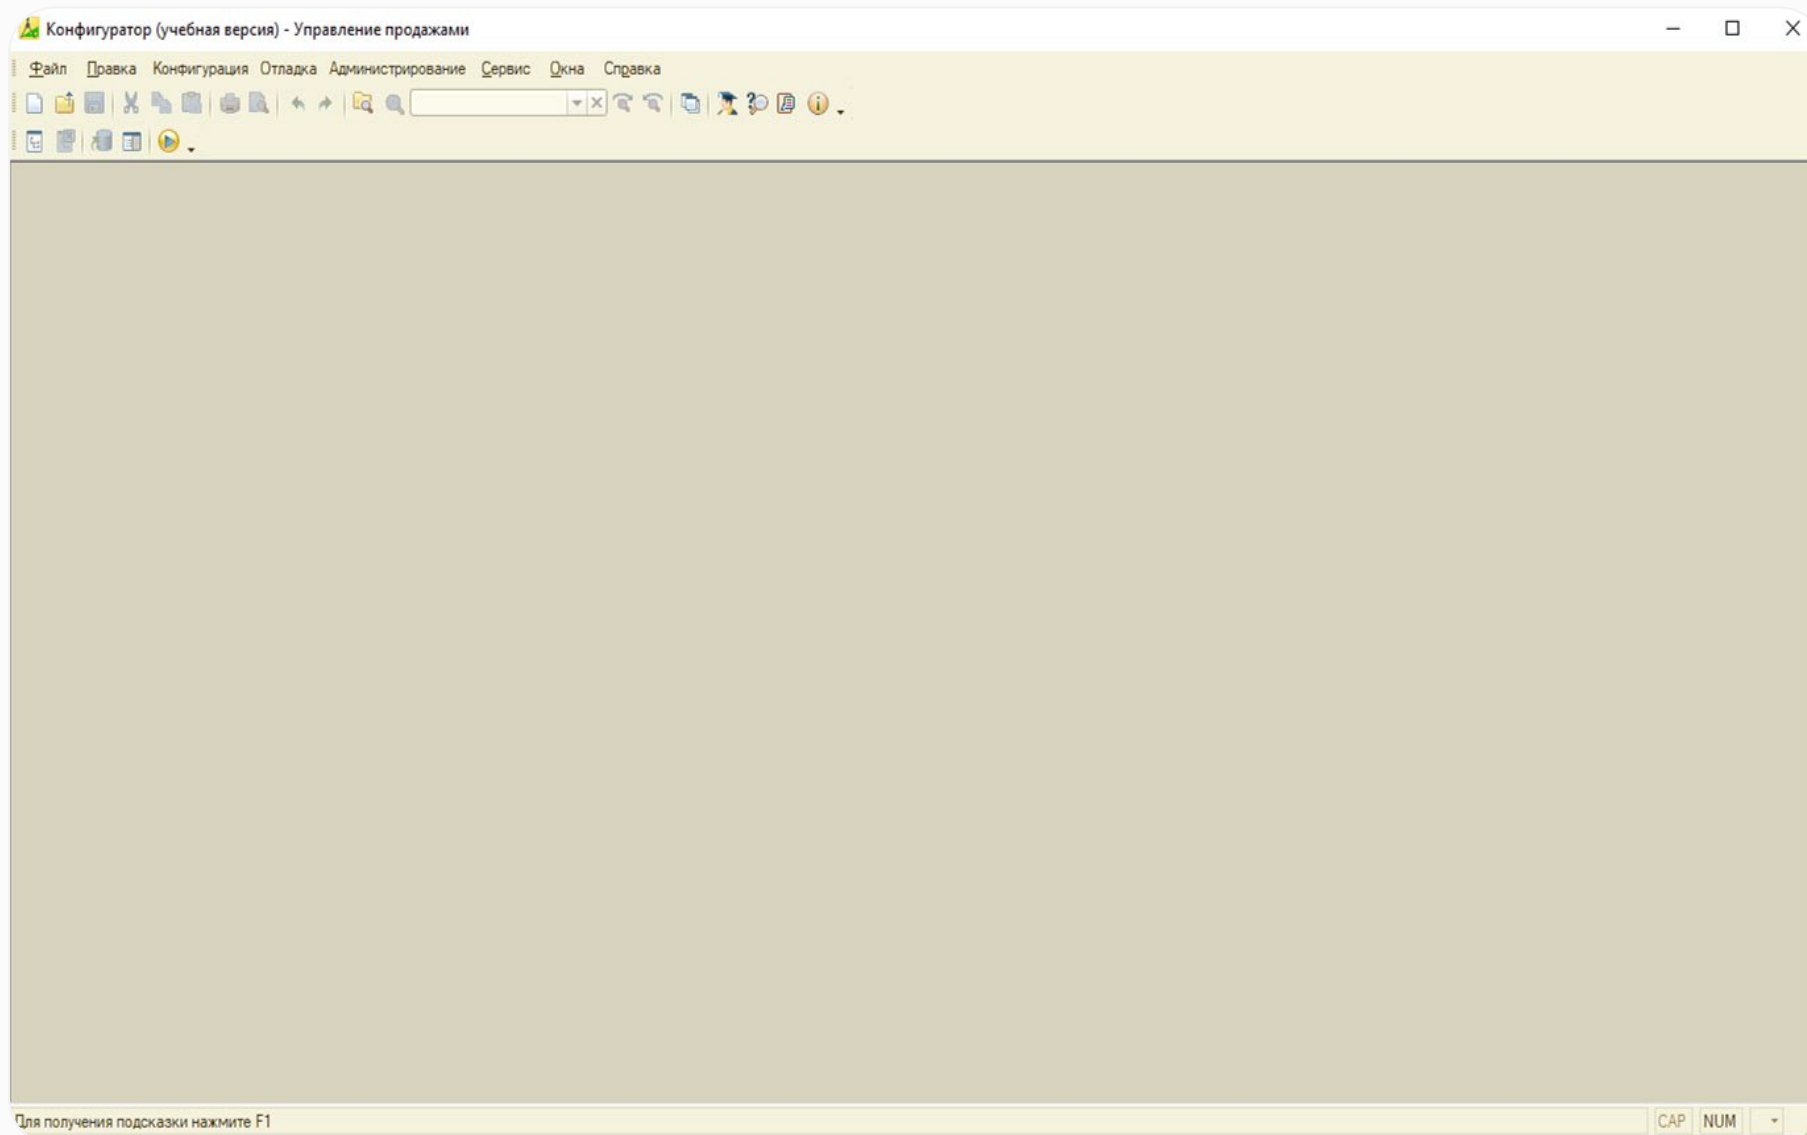 Конфигуратор (учебная версия) - Управление продажами
Файл Правка Конфигурация Отладка Администрирование Сервис Окна Справка
Для получения подсказки нажмите F1 CAP NUM